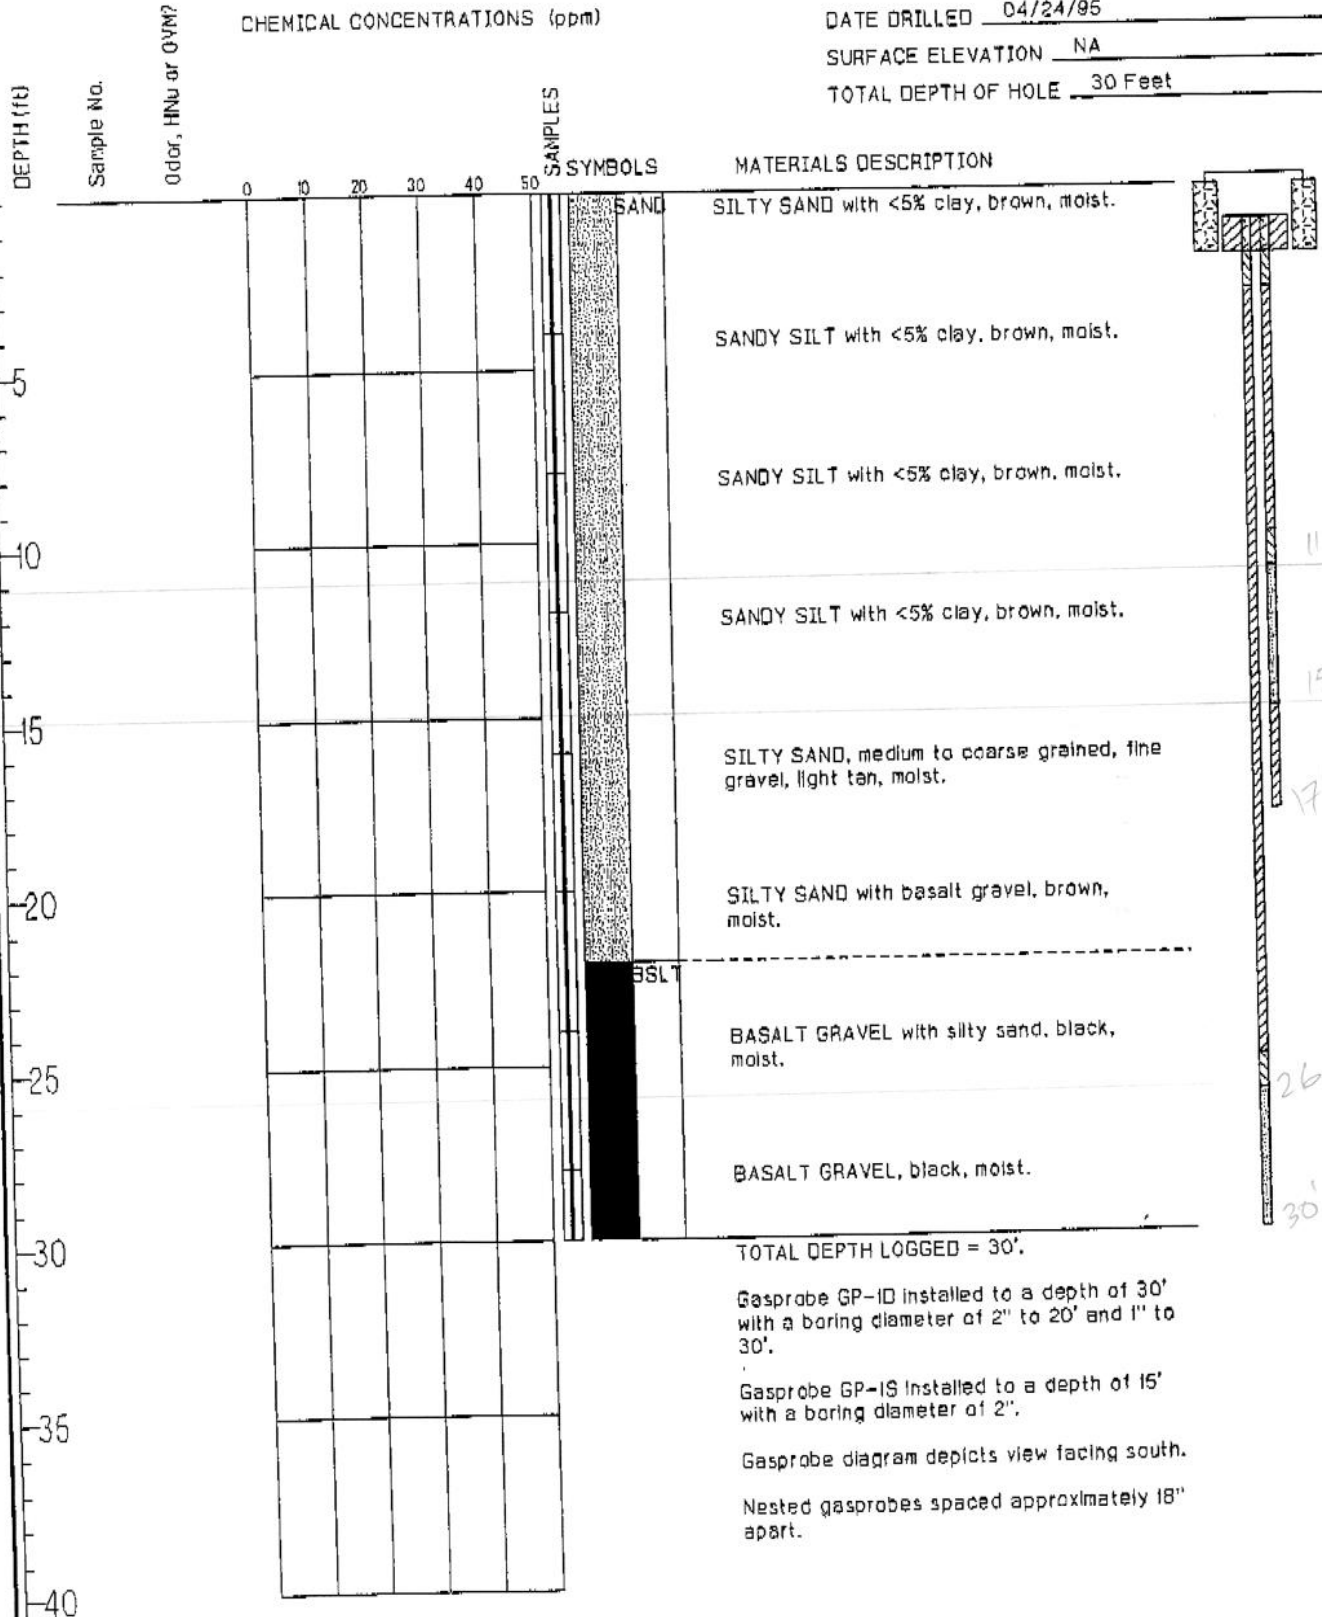 CHEMICAL CONCENTRATIONS (ppm)
DATE DRILLED 04/24/95
SURFACE ELEVATION NA
TOTAL DEPTH OF HOLE 30 Feet
DEPTH (ft)
Sample No.
Odor, HNu or OVM?
SAMPLES
SYMBOLS
MATERIALS DESCRIPTION
0 10 20 30 40 50
SAND
SILTY SAND with <5% clay, brown, moist.
SANDY SILT with <5% clay, brown, moist.
5
SANDY SILT with <5% clay, brown, moist.
10
11
SANDY SILT with <5% clay, brown, moist.
15
SILTY SAND, medium to coarse grained, fine
gravel, light tan, moist.
17
20
SILTY SAND with basalt gravel, brown,
moist.
BSLT
BASALT GRAVEL with silty sand, black,
moist.
25
26
BASALT GRAVEL, black, moist.
30'
30
TOTAL DEPTH LOGGED = 30'.
Gasprobe GP-1D installed to a depth of 30'
with a boring diameter of 2" to 20' and 1" to
30'.
Gasprobe GP-1S installed to a depth of 15'
with a boring diameter of 2".
35
Gasprobe diagram depicts view facing south.
Nested gasprobes spaced approximately 18"
apart.
40